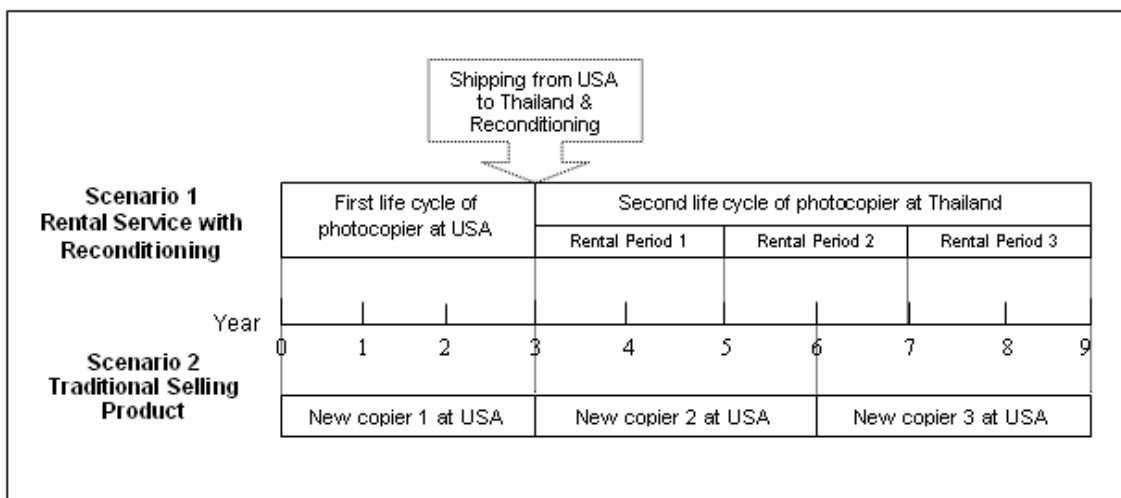 Shipping from USA
to Thailand &
Reconditioning
Scenario 1
Rental Service with
Reconditioning
First life cycle of
photocopier at USA
Second life cycle of photocopier at Thailand
Rental Period 1
Rental Period 2
Rental Period 3
Year
0 1 2 3 4 5 6 7 8 9
Scenario 2
Traditional Selling
Product
New copier 1 at USA
New copier 2 at USA
New copier 3 at USA